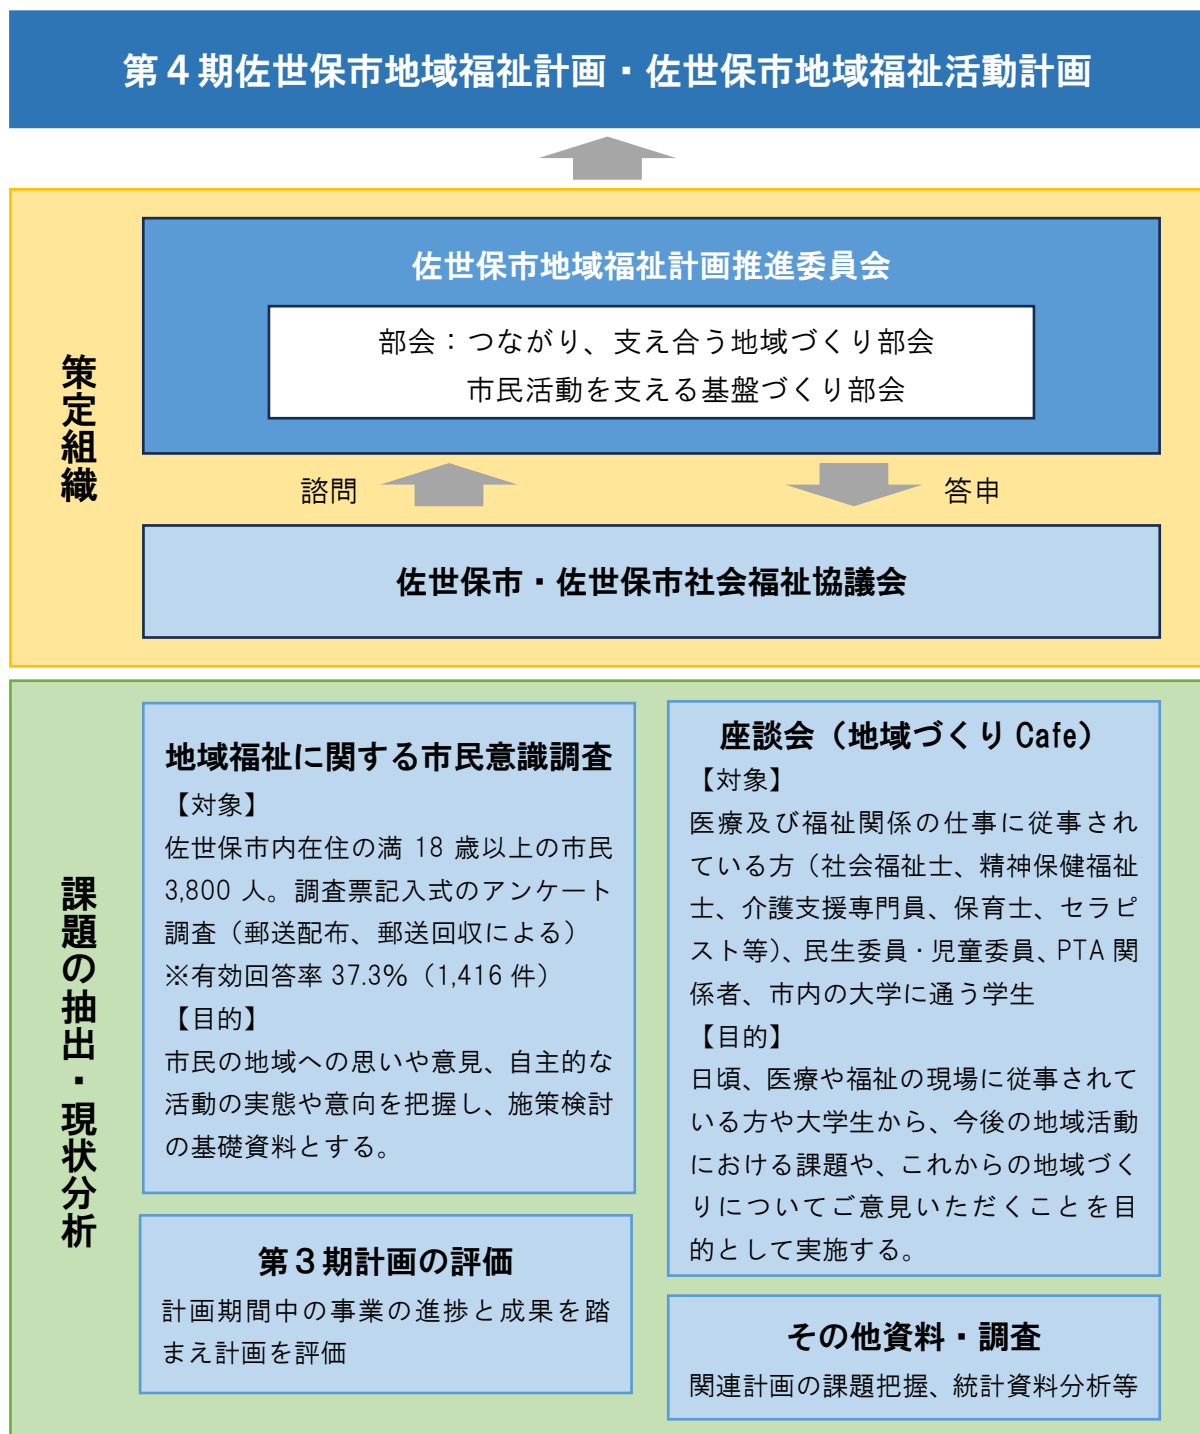 第４期佐世保市地域福祉計画・佐世保市地域福祉活動計画
策定組織
佐世保市地域福祉計画推進委員会
部会：つながり、支え合う地域づくり部会
市民活動を支える基盤づくり部会
諮問
答申
佐世保市・佐世保市社会福祉協議会
課題の抽出・現状分析
地域福祉に関する市民意識調査
【対象】
佐世保市内在住の満 18 歳以上の市民
3,800 人。調査票記入式のアンケート
調査（郵送配布、郵送回収による）
※有効回答率 37.3%（1,416 件）
【目的】
市民の地域への思いや意見、自主的な
活動の実態や意向を把握し、施策検討
の基礎資料とする。
第３期計画の評価
計画期間中の事業の進捗と成果を踏
まえ計画を評価
座談会（地域づくり Cafe）
【対象】
医療及び福祉関係の仕事に従事され
ている方（社会福祉士、精神保健福祉
士、介護支援専門員、保育士、セラピ
スト等）、民生委員・児童委員、PTA 関
係者、市内の大学に通う学生
【目的】
日頃、医療や福祉の現場に従事されて
いる方や大学生から、今後の地域活動
における課題や、これからの地域づく
りについてご意見いただくことを目
的として実施する。
その他資料・調査
関連計画の課題把握、統計資料分析等